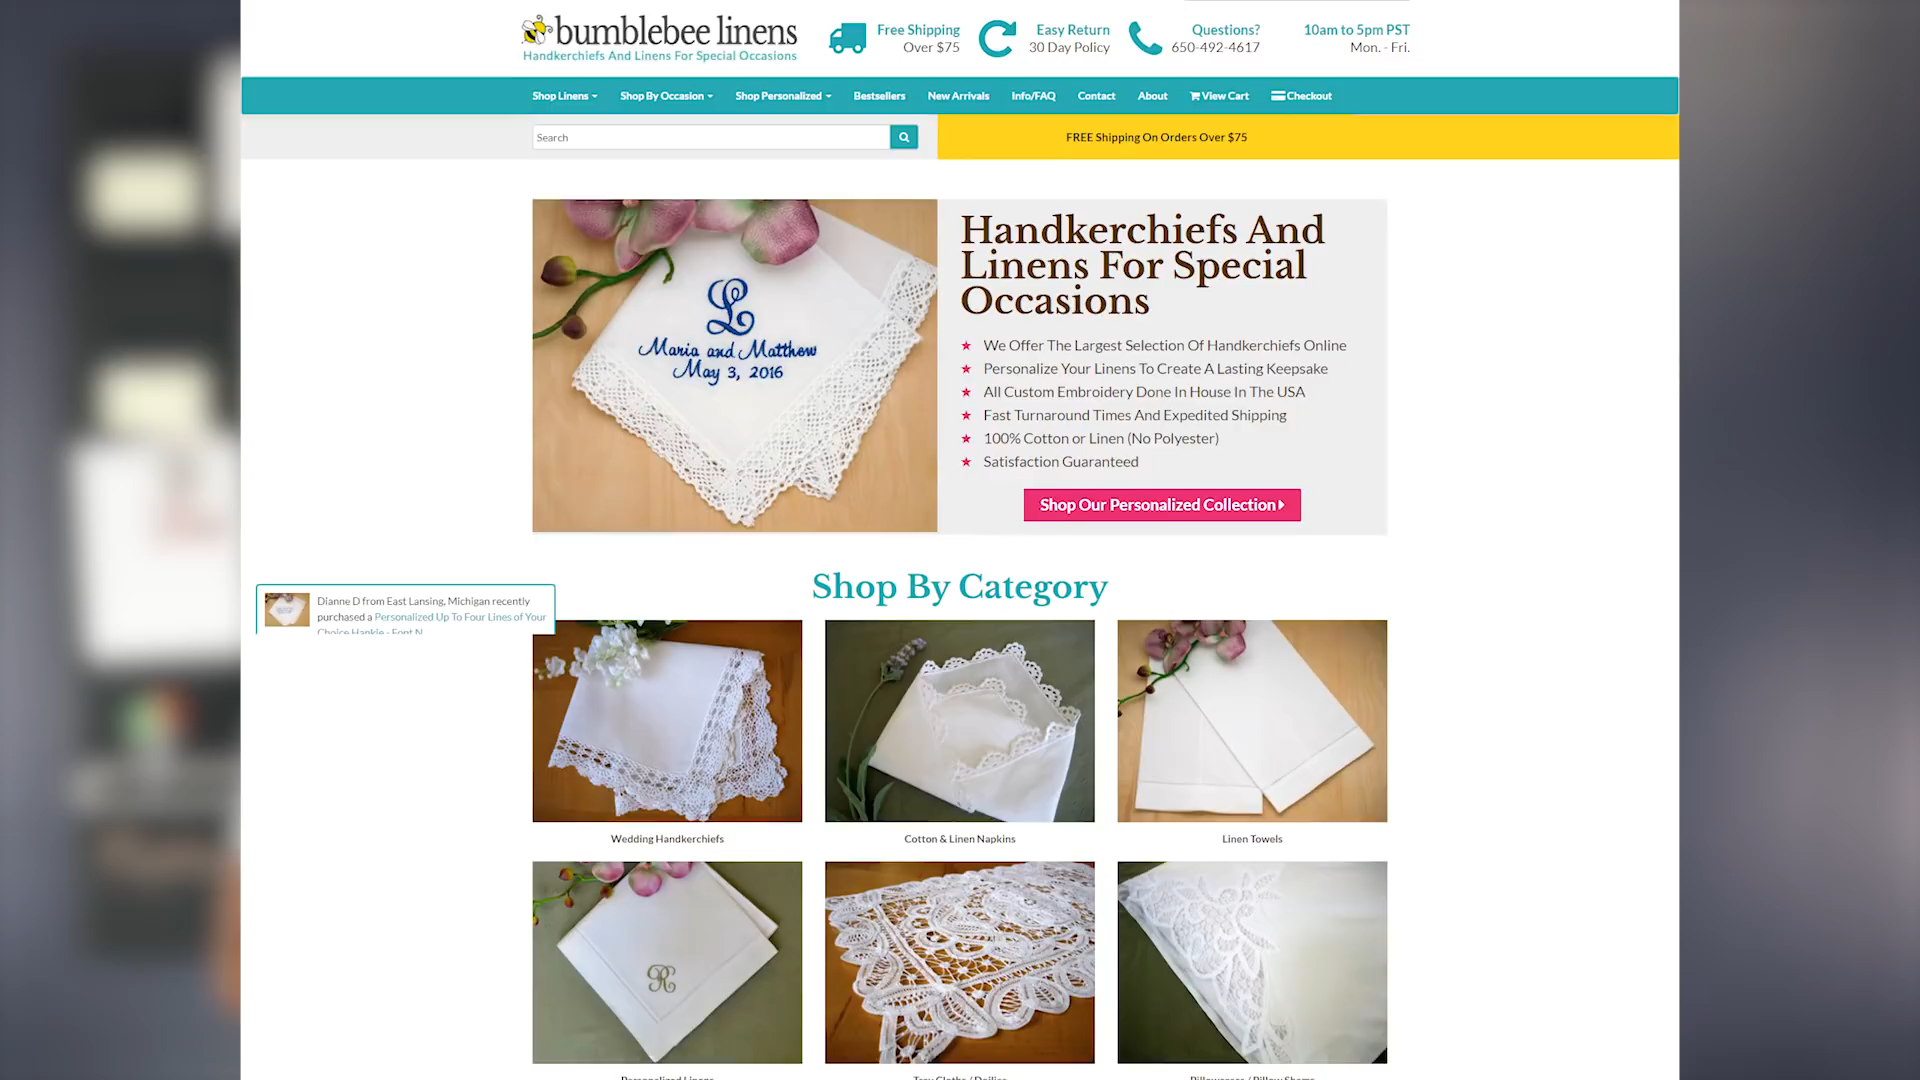 bumblebee linens
Handkerchiefs And Linens For Special Occasions
Free Shipping
Over $75
Easy Return
30 Day Policy
Questions?
650-492-4617
10am to 5pm PST
Mon. - Fri.
Shop Linens
Shop By Occasion
Shop Personalized
Bestsellers
New Arrivals
Info/FAQ
Contact
About
View Cart
Checkout
Search
FREE Shipping On Orders Over $75
L
Maria and Matthew
May 3, 2016
Handkerchiefs And
Linens For Special
Occasions
We Offer The Largest Selection Of Handkerchiefs Online
Personalize Your Linens To Create A Lasting Keepsake
All Custom Embroidery Done In House In The USA
Fast Turnaround Times And Expedited Shipping
100% Cotton or Linen (No Polyester)
Satisfaction Guaranteed
Shop Our Personalized Collection
Shop By Category
Dianne D from East Lansing, Michigan recently
purchased a Personalized Up To Four Lines of Your
Choice Hankie - Font N
Wedding Handkerchiefs
Cotton & Linen Napkins
Linen Towels
R
Personalized Linens
Tray Cloths / Doilies
Pillowcases / Pillow Shams